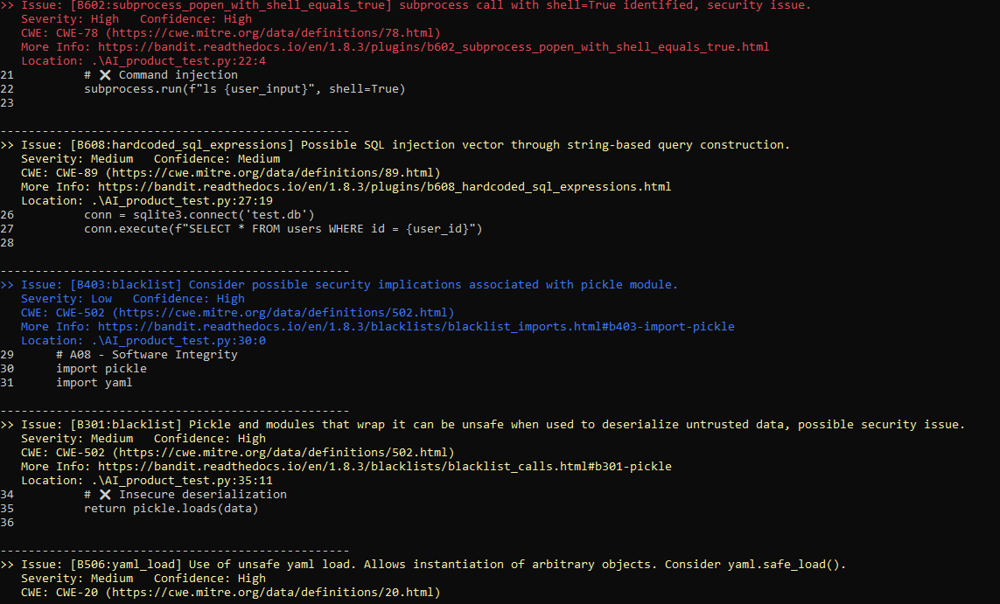 >> Issue: [B602:subprocess_popen_with_shell_equals_true] subprocess call with shell=True identified, security issue.
   Severity: High   Confidence: High
   CWE: CWE-78 (https://cwe.mitre.org/data/definitions/78.html)
   More Info: https://bandit.readthedocs.io/en/1.8.3/plugins/b602_subprocess_popen_with_shell_equals_true.html
   Location: .\AI_product_test.py:22:4
21          # ❌ Command injection
22          subprocess.run(f"ls {user_input}", shell=True)
23
--------------------------------------------------
>> Issue: [B608:hardcoded_sql_expressions] Possible SQL injection vector through string-based query construction.
   Severity: Medium   Confidence: Medium
   CWE: CWE-89 (https://cwe.mitre.org/data/definitions/89.html)
   More Info: https://bandit.readthedocs.io/en/1.8.3/plugins/b608_hardcoded_sql_expressions.html
   Location: .\AI_product_test.py:27:19
26          conn = sqlite3.connect('test.db')
27          conn.execute(f"SELECT * FROM users WHERE id = {user_id}")
28
--------------------------------------------------
>> Issue: [B403:blacklist] Consider possible security implications associated with pickle module.
   Severity: Low   Confidence: High
   CWE: CWE-502 (https://cwe.mitre.org/data/definitions/502.html)
   More Info: https://bandit.readthedocs.io/en/1.8.3/blacklists/blacklist_imports.html#b403-import-pickle
   Location: .\AI_product_test.py:30:0
29      # A08 - Software Integrity
30      import pickle
31      import yaml
--------------------------------------------------
>> Issue: [B301:blacklist] Pickle and modules that wrap it can be unsafe when used to deserialize untrusted data, possible security issue.
   Severity: Medium   Confidence: High
   CWE: CWE-502 (https://cwe.mitre.org/data/definitions/502.html)
   More Info: https://bandit.readthedocs.io/en/1.8.3/blacklists/blacklist_calls.html#b301-pickle
   Location: .\AI_product_test.py:35:11
34          # ❌ Insecure deserialization
35          return pickle.loads(data)
36
--------------------------------------------------
>> Issue: [B506:yaml_load] Use of unsafe yaml load. Allows instantiation of arbitrary objects. Consider yaml.safe_load().
   Severity: Medium   Confidence: High
   CWE: CWE-20 (https://cwe.mitre.org/data/definitions/20.html)